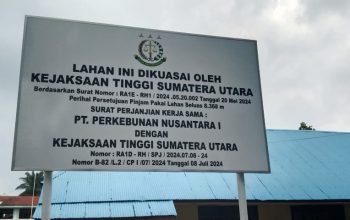 LAHAN INI DIKUASAI OLEH
KEJAKSAAN TINGGI SUMATERA UTARA
Berdasarkan Surat Nomor : RA1E - RH1 / 2024 .05.20.002 Tanggal 20 Mei 2024
Perihal Persetujuan Pinjam Pakai Lahan Seluas 8.360 m
SURAT PERJANJIAN KERJA SAMA :
PT. PERKEBUNAN NUSANTARA I
DENGAN
KEJAKSAAN TINGGI SUMATERA UTARA
Nomor : RA1D - RH / SPJ / 2024.07.08 - 24
Nomor B-82 /L.2 / CP I /07/ 2024 Tanggal 08 Juli 2024